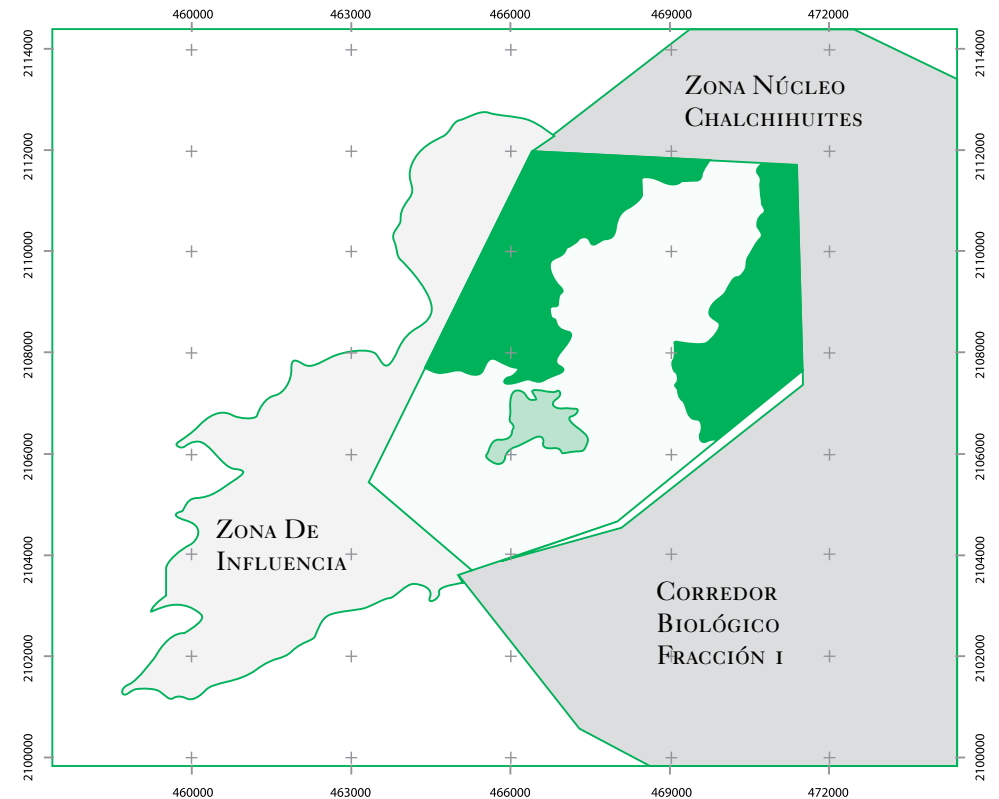 460000 463000 466000 469000 472000
2114000 2114000
Zona Núcleo
Chalchihuites
2112000 2112000
2110000 2110000
2108000 2108000
2106000 2106000
Zona De
Influencia
2104000 2104000
Corredor
Biológico
Fracción I
2102000 2102000
2100000 2100000
460000 463000 466000 469000 472000